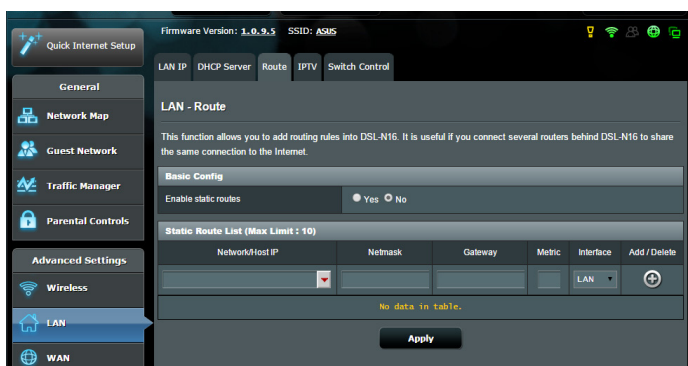 Quick Internet Setup
General
Network Map
Guest Network
Traffic Manager
Parental Controls
Advanced Settings
Wireless
LAN
WAN
Firmware Version: 1.0.9.5 SSID: ASUS
LAN IP DHCP Server Route IPTV Switch Control
LAN - Route
This function allows you to add routing rules into DSL-N16. It is useful if you connect several routers behind DSL-N16 to share
the same connection to the Internet.
Basic Config
Enable static routes Yes No
Static Route List (Max Limit : 10)
Network/Host IP Netmask Gateway Metric Interface Add / Delete
LAN
No data in table.
Apply